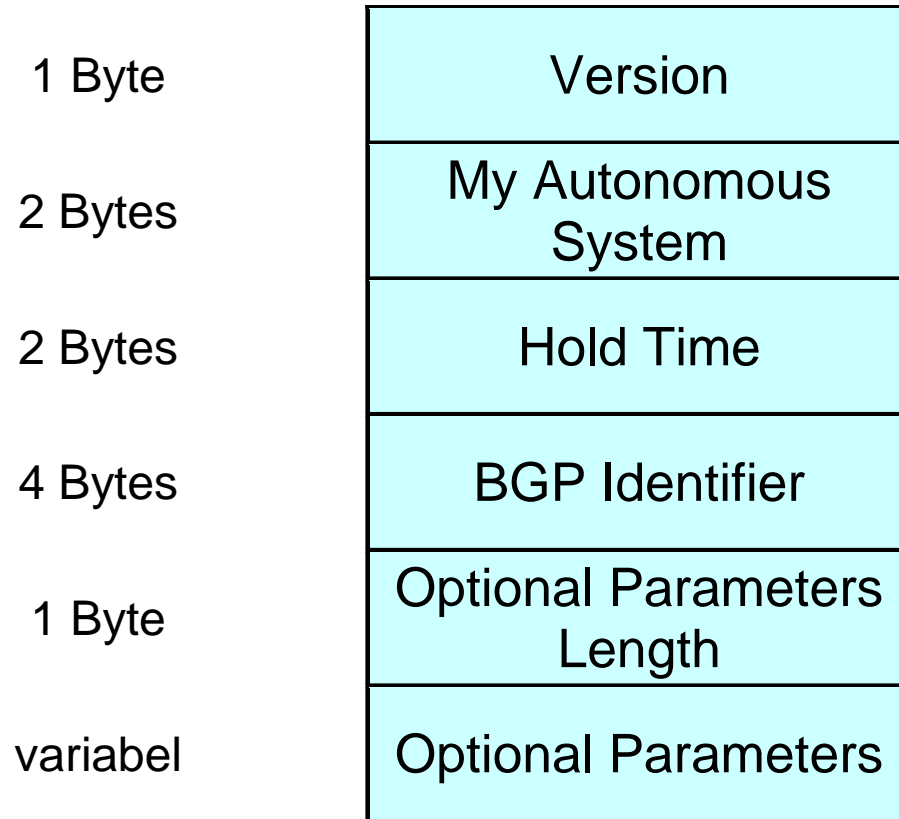 1 Byte
Version
2 Bytes
My Autonomous
System
2 Bytes
Hold Time
4 Bytes
BGP Identifier
1 Byte
Optional Parameters
Length
variabel
Optional Parameters